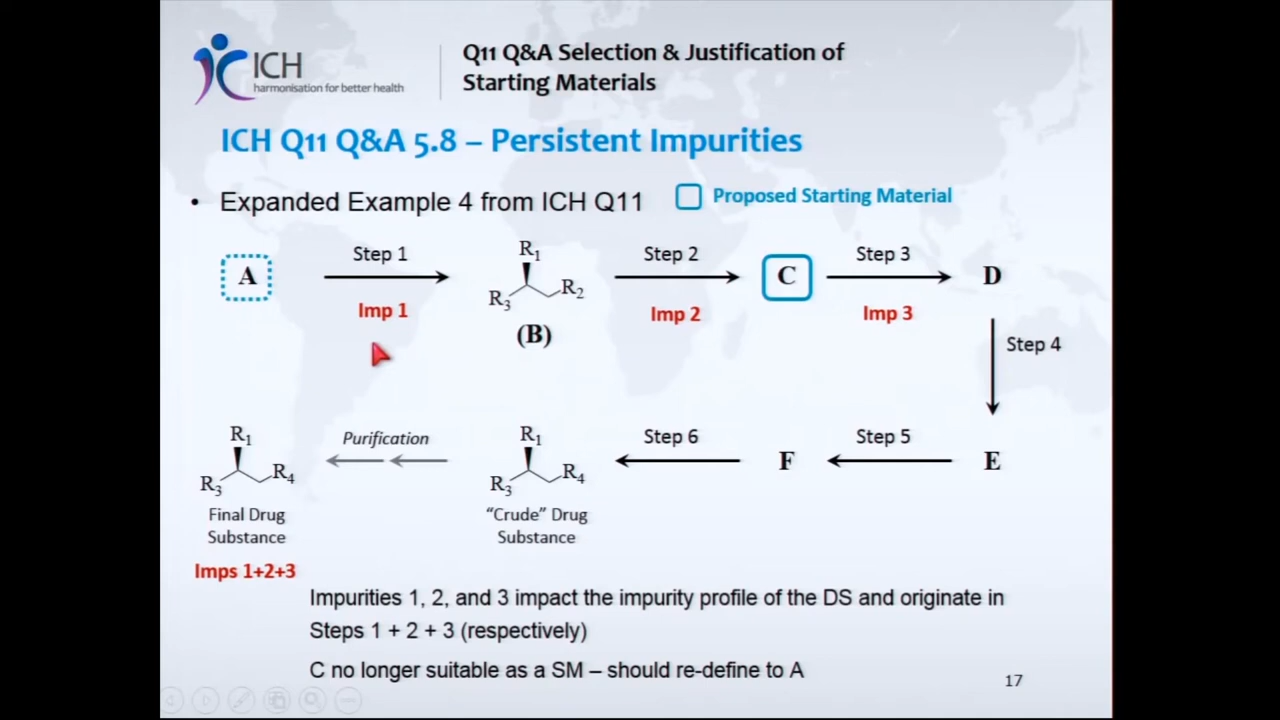 ICH
harmonisation for better health
Q11 Q&A Selection & Justification of
Starting Materials
ICH Q11 Q&A 5.8 – Persistent Impurities
• Expanded Example 4 from ICH Q11
Proposed Starting Material
A
Step 1
Imp 1
R1
R2
R3
(B)
Step 2
Imp 2
C
Step 3
Imp 3
D
Step 4
E
Step 5
F
Step 6
R1
R4
R3
"Crude" Drug
Substance
Purification
R1
R4
R3
Final Drug
Substance
Imps 1+2+3
Impurities 1, 2, and 3 impact the impurity profile of the DS and originate in
Steps 1 + 2 + 3 (respectively)
C no longer suitable as a SM – should re-define to A
17